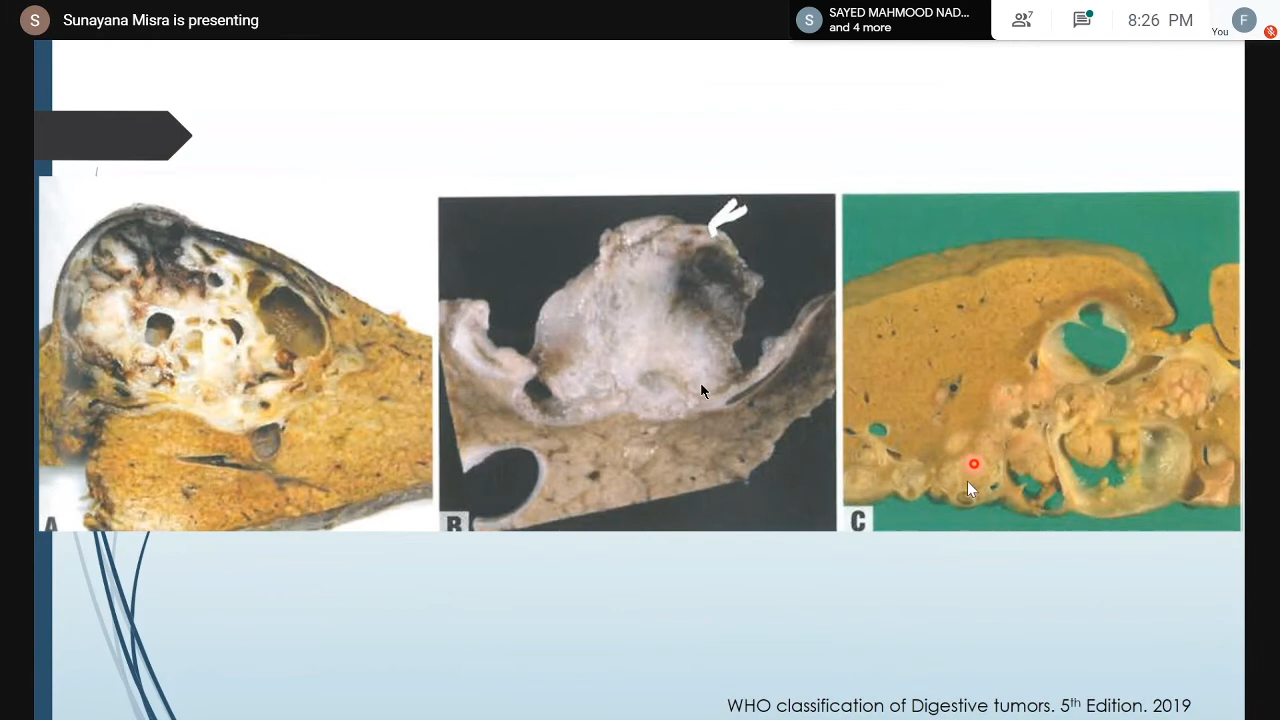 S Sunayana Misra is presenting
S SAYED MAHMOOD NAD...
and 4 more
7
8:26 PM
You F
A
B
C
WHO classification of Digestive tumors. 5th Edition. 2019